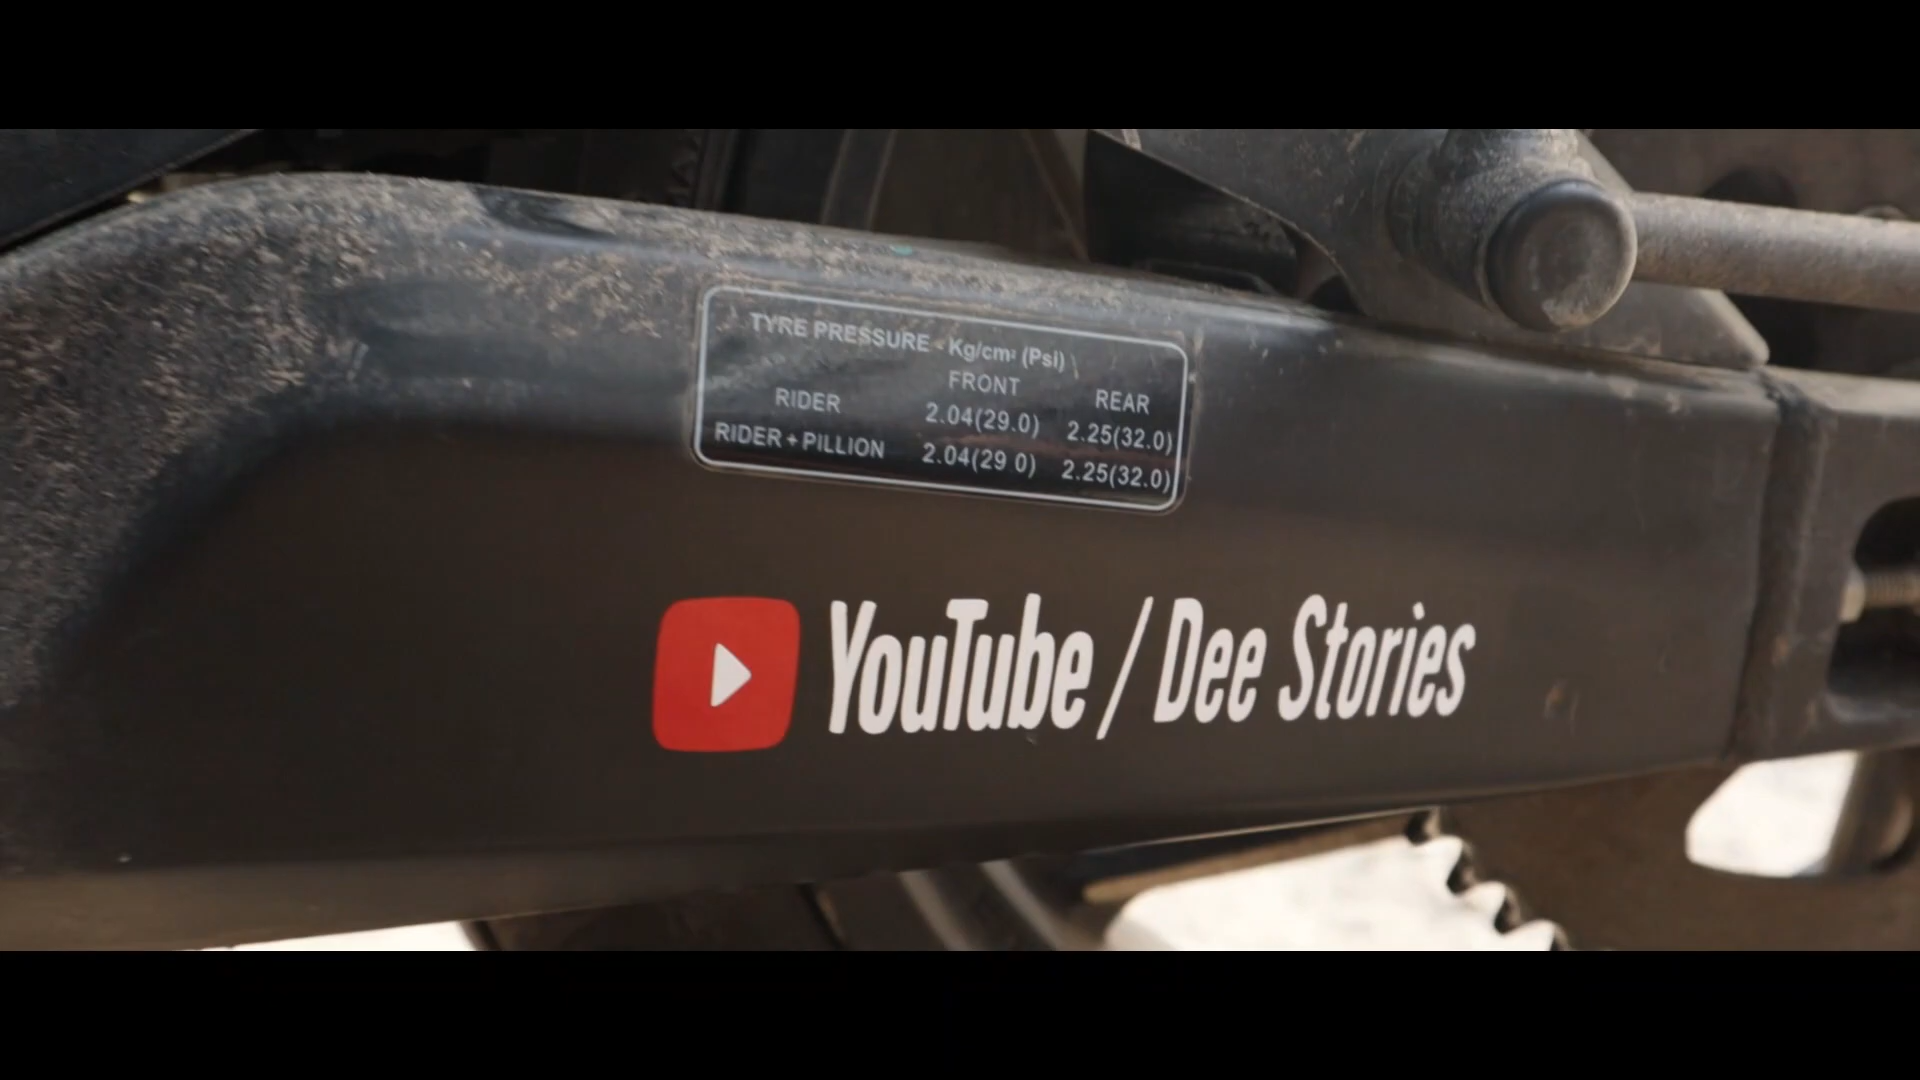 TYRE PRESSURE - Kg/cm² (Psi)
FRONT REAR
RIDER 2.04(29.0) 2.25(32.0)
RIDER + PILLION 2.04(29 0) 2.25(32.0)
YouTube / Dee Stories